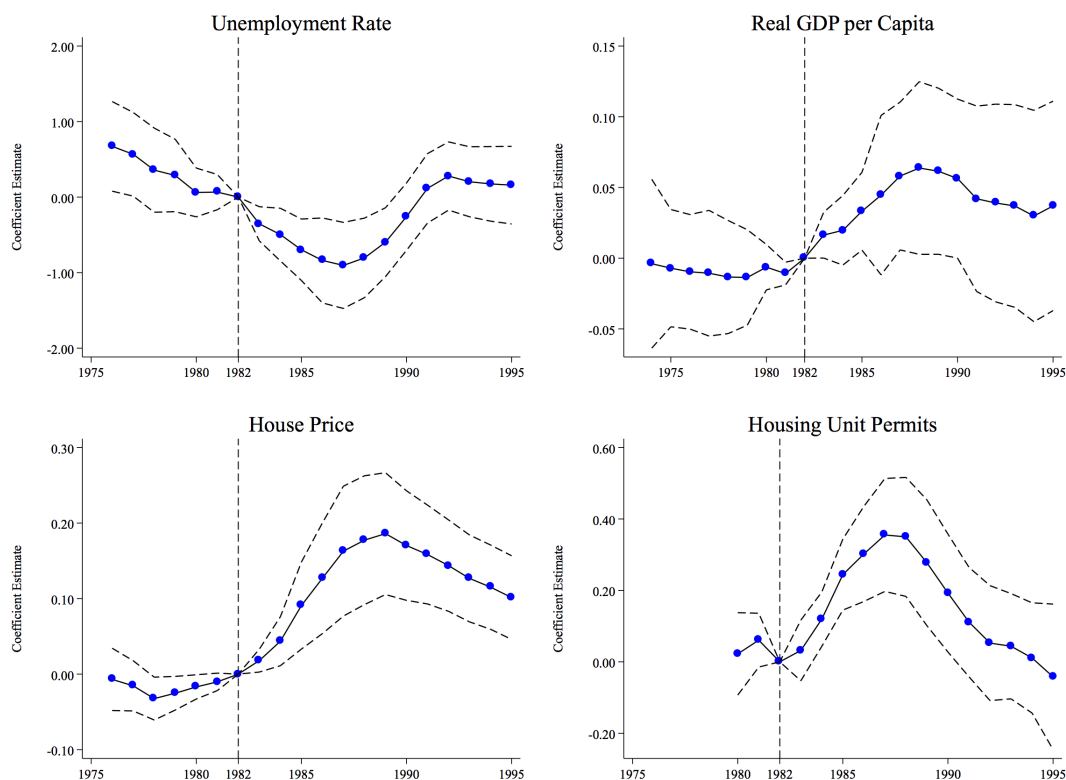 Unemployment Rate
Coefficient Estimate
2.00
1.00
0.00
-1.00
-2.00
1975 1980 1982 1985 1990 1995
Real GDP per Capita
Coefficient Estimate
0.15
0.10
0.05
0.00
-0.05
1975 1980 1982 1985 1990 1995
House Price
Coefficient Estimate
0.30
0.20
0.10
0.00
-0.10
1975 1980 1982 1985 1990 1995
Housing Unit Permits
Coefficient Estimate
0.60
0.40
0.20
0.00
-0.20
1975 1980 1982 1985 1990 1995